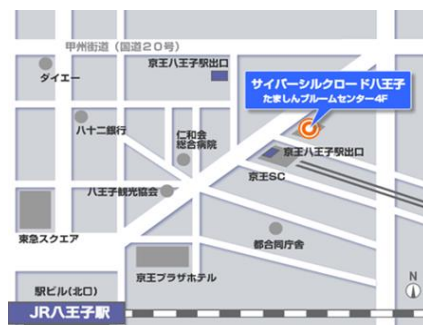 甲州街道（国道20号）
ダイエー
京王八王子駅出口
サイバーシルクロード八王子
たましんブルームセンター4F
八十二銀行
仁和会
総合病院
京王八王子駅出口
京王SC
八王子観光協会
東急スクエア
都合同庁舎
京王プラザホテル
N
駅ビル(北口)
JR八王子駅